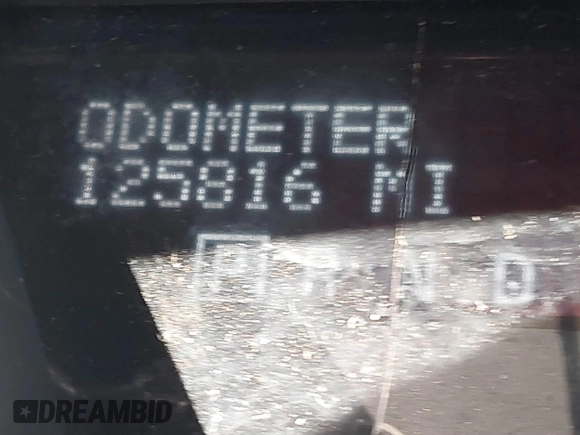 ODOMETER
125816 MI
P R N D
DREAMBID